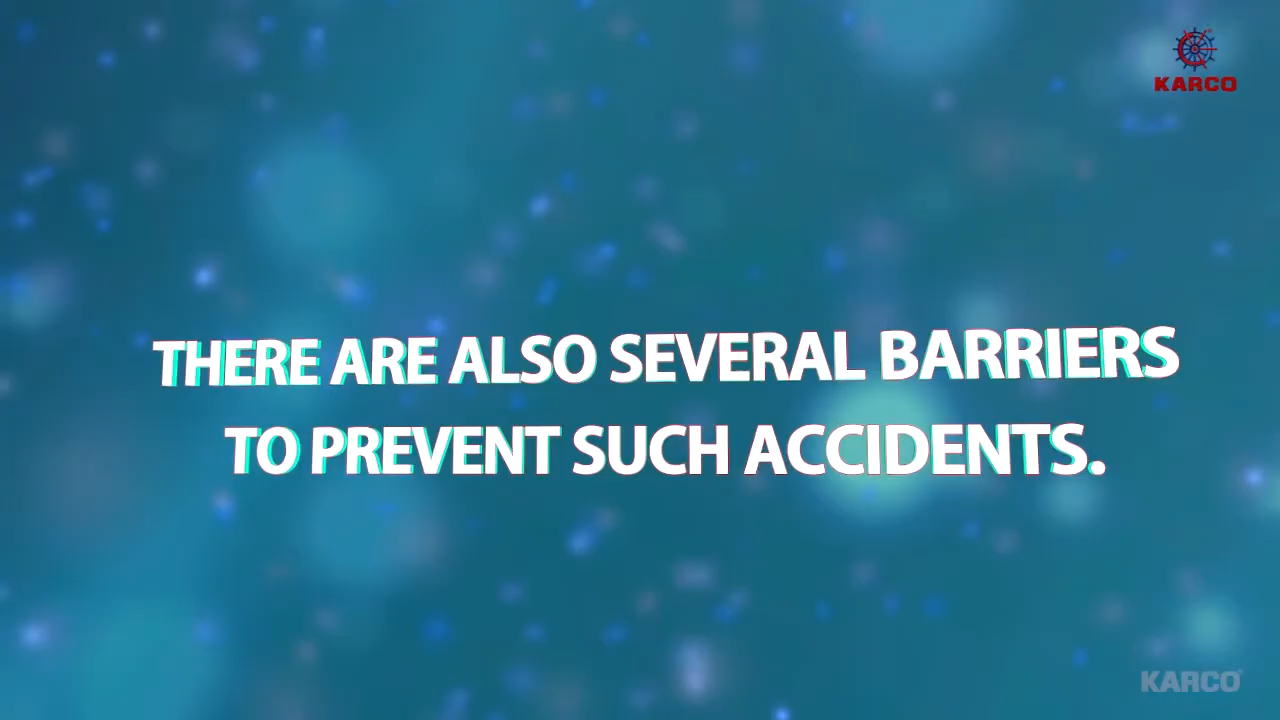 KARCO
THERE ARE ALSO SEVERAL BARRIERS
TO PREVENT SUCH ACCIDENTS.
KARCO